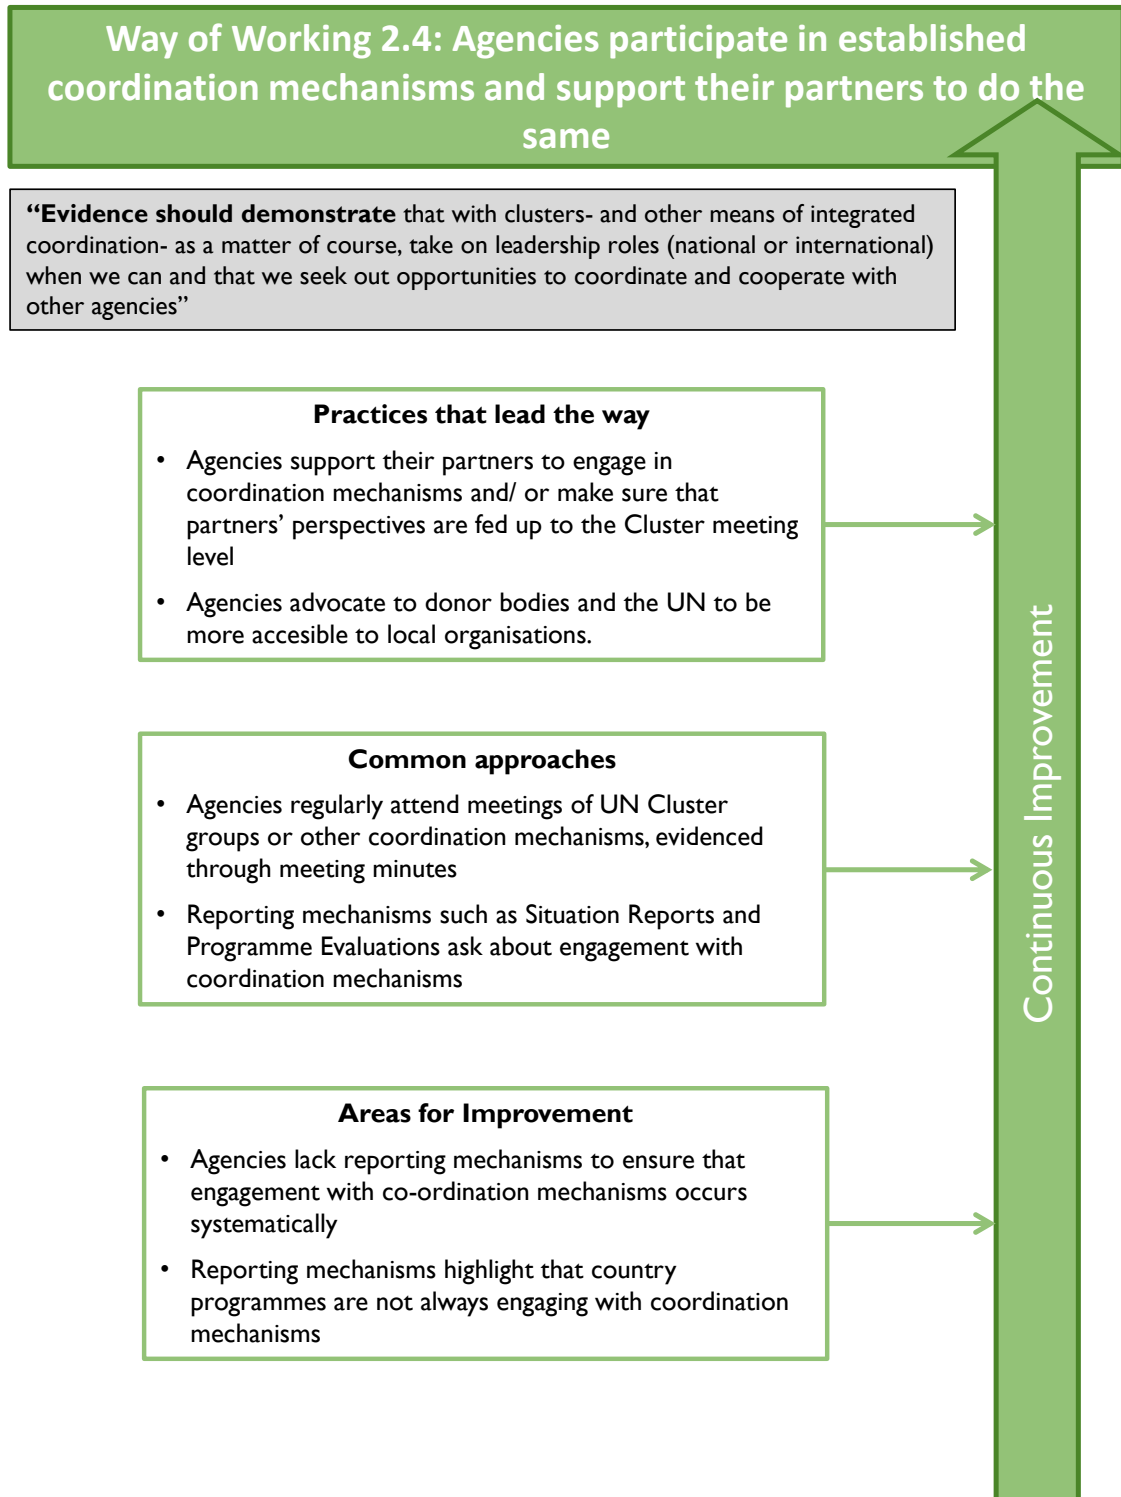 Way of Working 2.4: Agencies participate in established
coordination mechanisms and support their partners to do the
same
“Evidence should demonstrate that with clusters- and other means of integrated
coordination- as a matter of course, take on leadership roles (national or international)
when we can and that we seek out opportunities to coordinate and cooperate with
other agencies”
Practices that lead the way
• Agencies support their partners to engage in
coordination mechanisms and/ or make sure that
partners’ perspectives are fed up to the Cluster meeting
level
• Agencies advocate to donor bodies and the UN to be
more accesible to local organisations.
Common approaches
• Agencies regularly attend meetings of UN Cluster
groups or other coordination mechanisms, evidenced
through meeting minutes
• Reporting mechanisms such as Situation Reports and
Programme Evaluations ask about engagement with
coordination mechanisms
Areas for Improvement
• Agencies lack reporting mechanisms to ensure that
engagement with co-ordination mechanisms occurs
systematically
• Reporting mechanisms highlight that country
programmes are not always engaging with coordination
mechanisms
Continuous Improvement